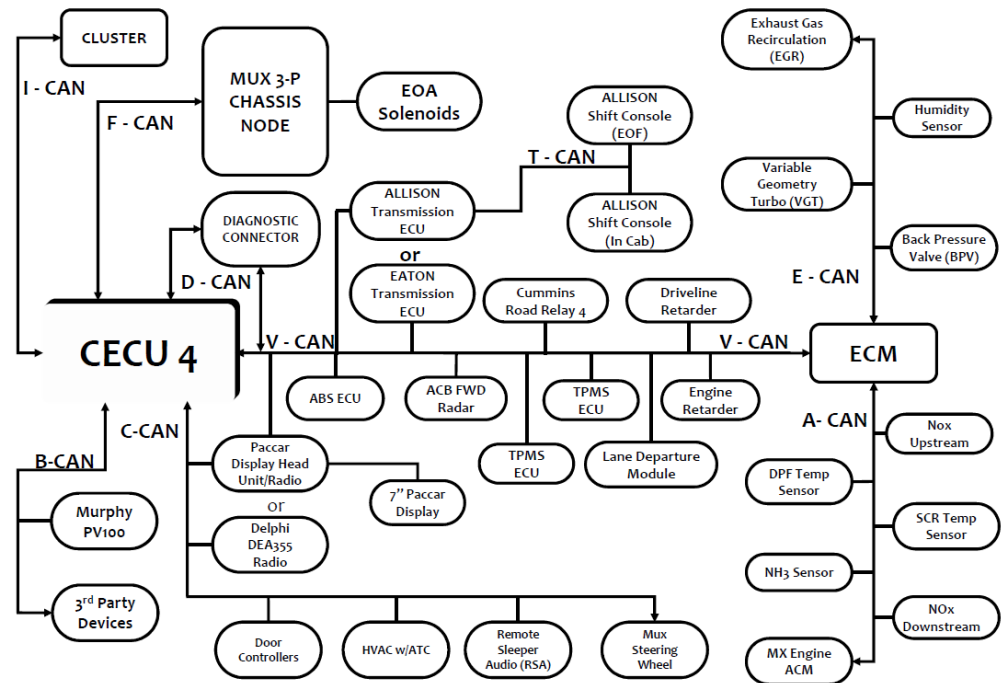 CLUSTER
I - CAN
F - CAN
MUX 3-P
CHASSIS
NODE
EOA
Solenoids
ALLISON
Shift Console
(EOF)
T - CAN
ALLISON
Shift Console
(In Cab)
ALLISON
Transmission
ECU
or
EATON
Transmission
ECU
DIAGNOSTIC
CONNECTOR
D - CAN
Exhaust Gas
Recirculation
(EGR)
Humidity
Sensor
Variable
Geometry
Turbo (VGT)
Back Pressure
Valve (BPV)
E - CAN
Cummins
Road Relay 4
Driveline
Retarder
CECU 4
V - CAN
V - CAN
ECM
ABS ECU
ACB FWD
Radar
TPMS
ECU
Engine
Retarder
C-CAN
B-CAN
Paccar
Display Head
Unit/Radio
7" Paccar
Display
TPMS
ECU
Lane Departure
Module
or
Delphi
DEA355
Radio
Murphy
PV100
3rd Party
Devices
Door
Controllers
HVAC w/ATC
Remote
Sleeper
Audio (RSA)
Mux
Steering
Wheel
A- CAN
Nox
Upstream
DPF Temp
Sensor
SCR Temp
Sensor
NH3 Sensor
NOx
Downstream
MX Engine
ACM